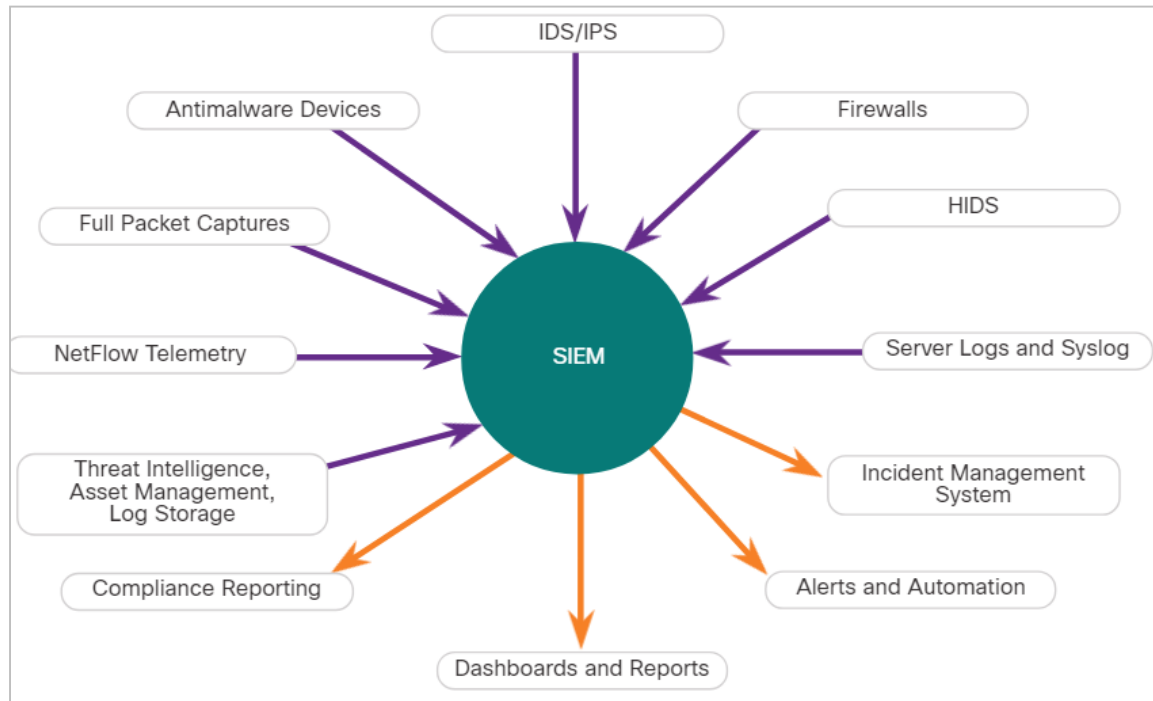 IDS/IPS
Antimalware Devices
Firewalls
Full Packet Captures
HIDS
NetFlow Telemetry
SIEM
Server Logs and Syslog
Threat Intelligence,
Asset Management,
Log Storage
Incident Management
System
Compliance Reporting
Alerts and Automation
Dashboards and Reports